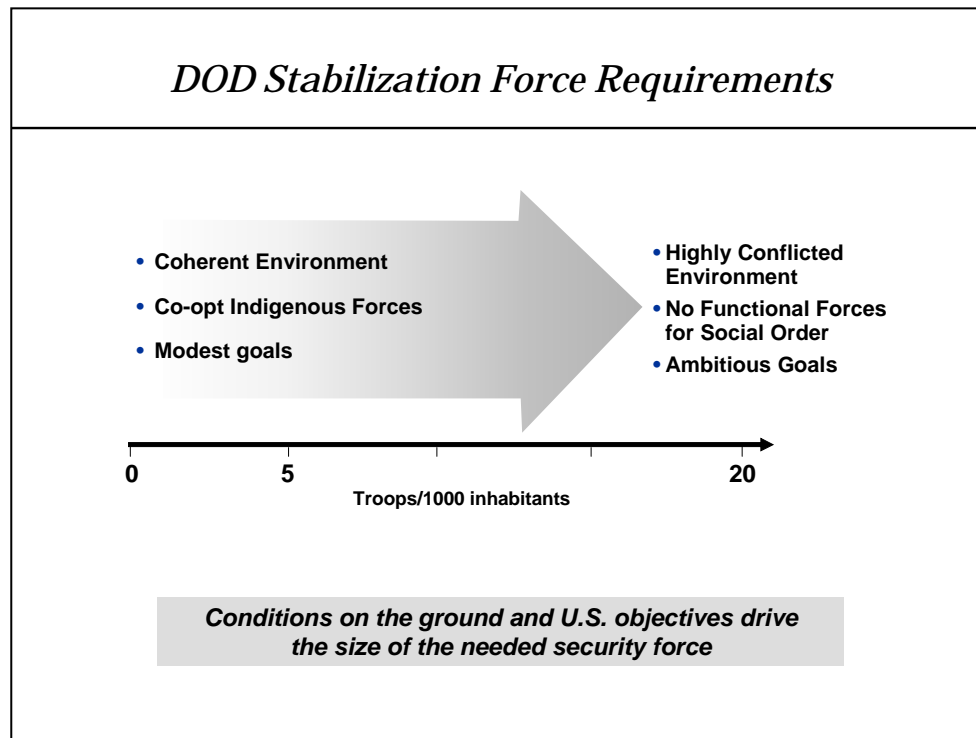 DOD Stabilization Force Requirements
• Coherent Environment
• Co-opt Indigenous Forces
• Modest goals
• Highly Conflicted
Environment
• No Functional Forces
for Social Order
• Ambitious Goals
0 5 20
Troops/1000 inhabitants
Conditions on the ground and U.S. objectives drive
the size of the needed security force